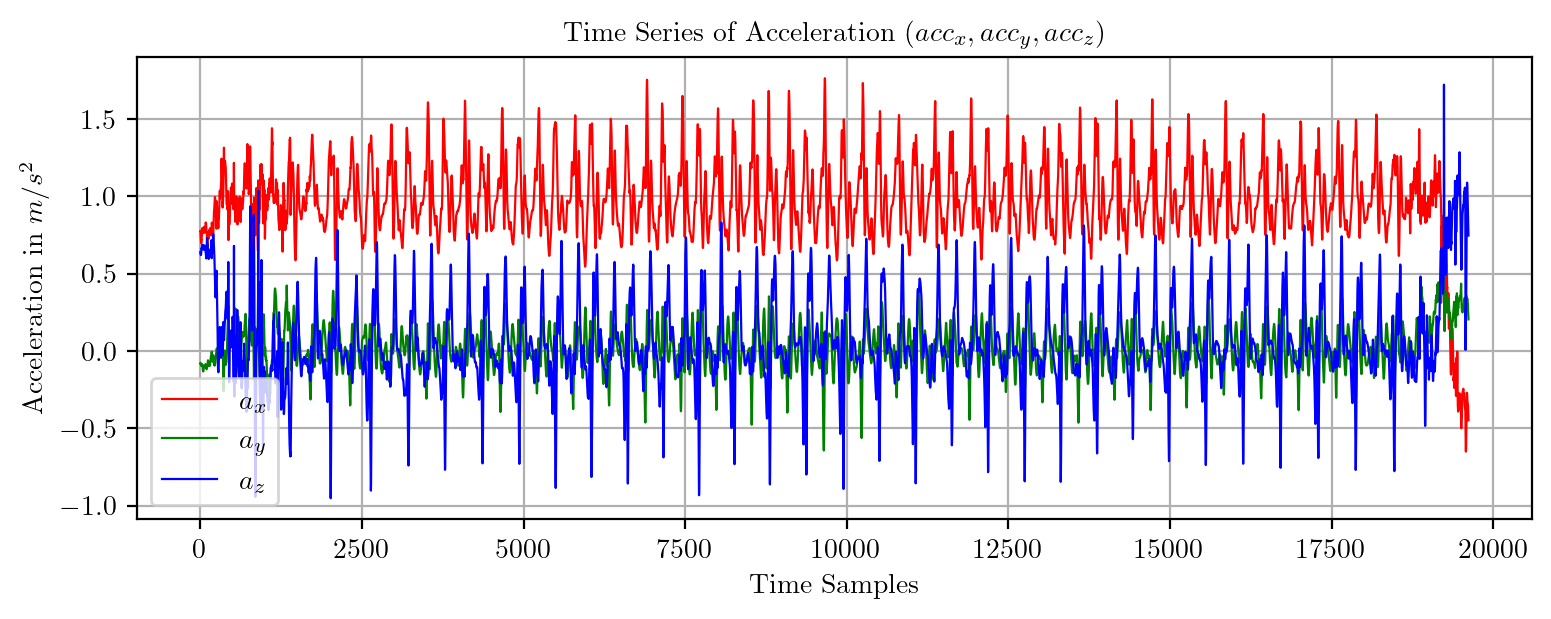 Time Series of Acceleration (acc_x, acc_y, acc_z)
Acceleration in m/s^2
1.5
1.0
0.5
0.0
−0.5
−1.0
a_x
a_y
a_z
0 2500 5000 7500 10000 12500 15000 17500 20000
Time Samples